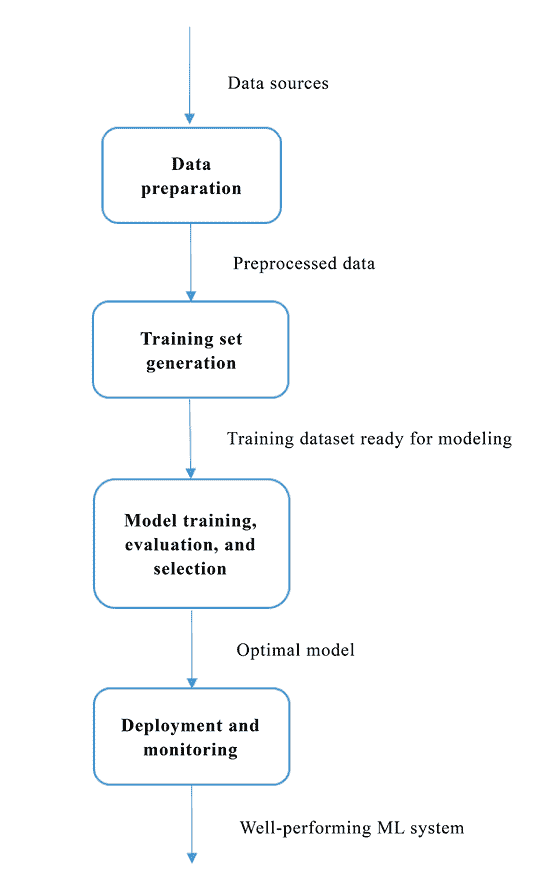 Data sources
Data
preparation
Preprocessed data
Training set
generation
Training dataset ready for modeling
Model training,
evaluation, and
selection
Optimal model
Deployment and
monitoring
Well-performing ML system